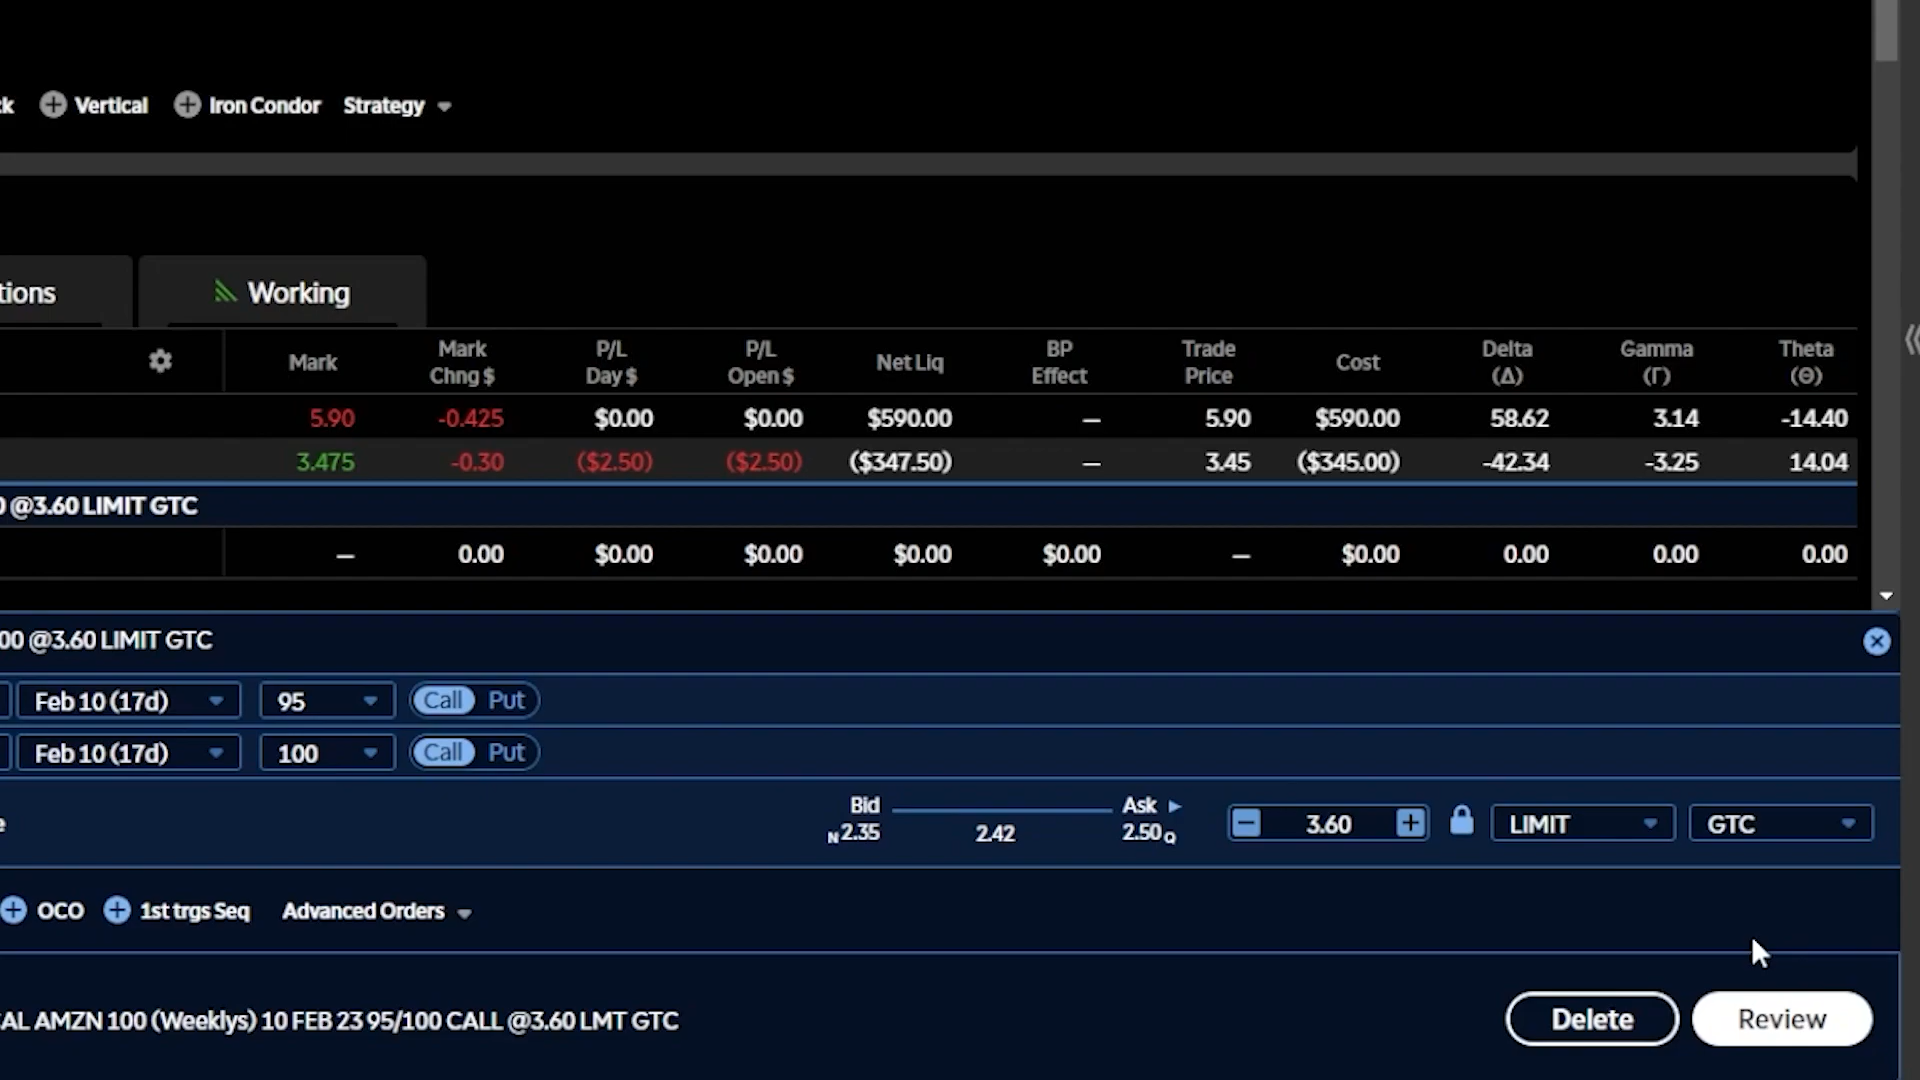 ck Vertical Iron Condor Strategy
tions Working
Mark Mark Chng $ P/L Day $ P/L Open $ Net Liq BP Effect Trade Price Cost Delta (Δ) Gamma (Γ) Theta (Θ)
5.90 -0.425 $0.00 $0.00 $590.00 — 5.90 $590.00 58.62 3.14 -14.40
3.475 -0.30 ($2.50) ($2.50) ($347.50) — 3.45 ($345.00) -42.34 -3.25 14.04
0 @3.60 LIMIT GTC
— 0.00 $0.00 $0.00 $0.00 $0.00 — $0.00 0.00 0.00 0.00
00 @3.60 LIMIT GTC
Feb 10 (17d) 95 Call Put
Feb 10 (17d) 100 Call Put
e Bid Ask
N 2.35 2.42 2.50 Q 3.60 LIMIT GTC
OCO 1st trgs Seq Advanced Orders
CAL AMZN 100 (Weeklys) 10 FEB 23 95/100 CALL @3.60 LMT GTC Delete Review